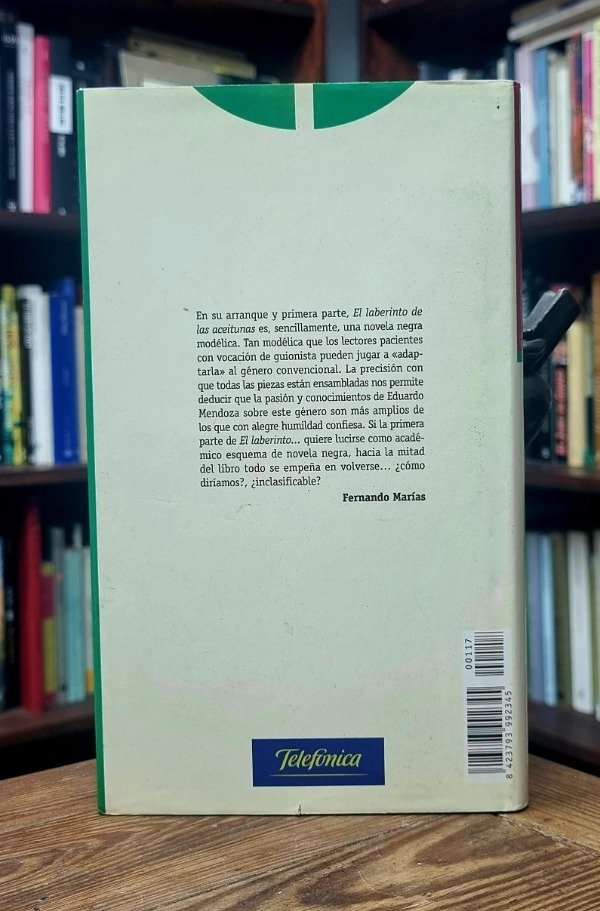 En su arranque y primera parte, El laberinto de
las aceitunas es, sencillamente, una novela negra
modélica. Tan modélica que los lectores pacientes
con vocación de guionista pueden jugar a «adap-
tarla» al género convencional. La precisión con
que todas las piezas están ensambladas nos permite
deducir que la pasión y conocimientos de Eduardo
Mendoza sobre este género son más amplios de
los que con alegre humildad confiesa. Si la primera
parte de El laberinto... quiere lucirse como acadé-
mico esquema de novela negra, hacia la mitad
del libro todo se empeña en volverse... ¿cómo
diríamos?, ¿inclasificable?
Fernando Marías
00117
8 423793 992345
Telefónica